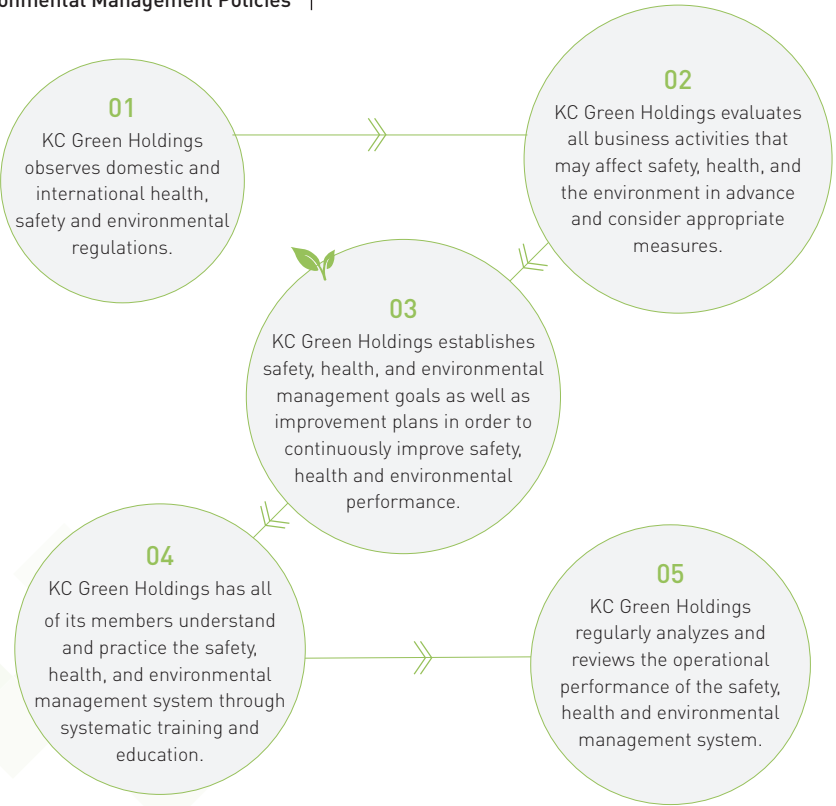 Management Policies
01
KC Green Holdings
observes domestic and
international health,
safety and environmental
regulations.
02
KC Green Holdings evaluates
all business activities that
may affect safety, health, and
the environment in advance
and consider appropriate
measures.
03
KC Green Holdings establishes
safety, health, and environmental
management goals as well as
improvement plans in order to
continuously improve safety,
health and environmental
performance.
04
KC Green Holdings has all
of its members understand
and practice the safety,
health, and environmental
management system through
systematic training and
education.
05
KC Green Holdings
regularly analyzes and
reviews the operational
performance of the safety,
health and environmental
management system.